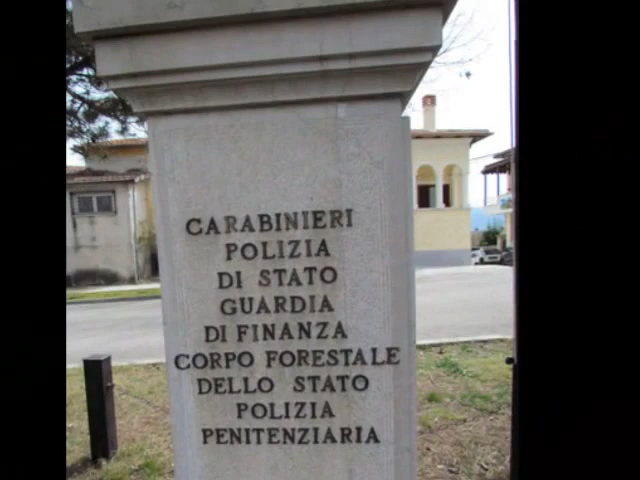 CARABINIERI
POLIZIA
DI STATO
GUARDIA
DI FINANZA
CORPO FORESTALE
DELLO STATO
POLIZIA
PENITENZIARIA